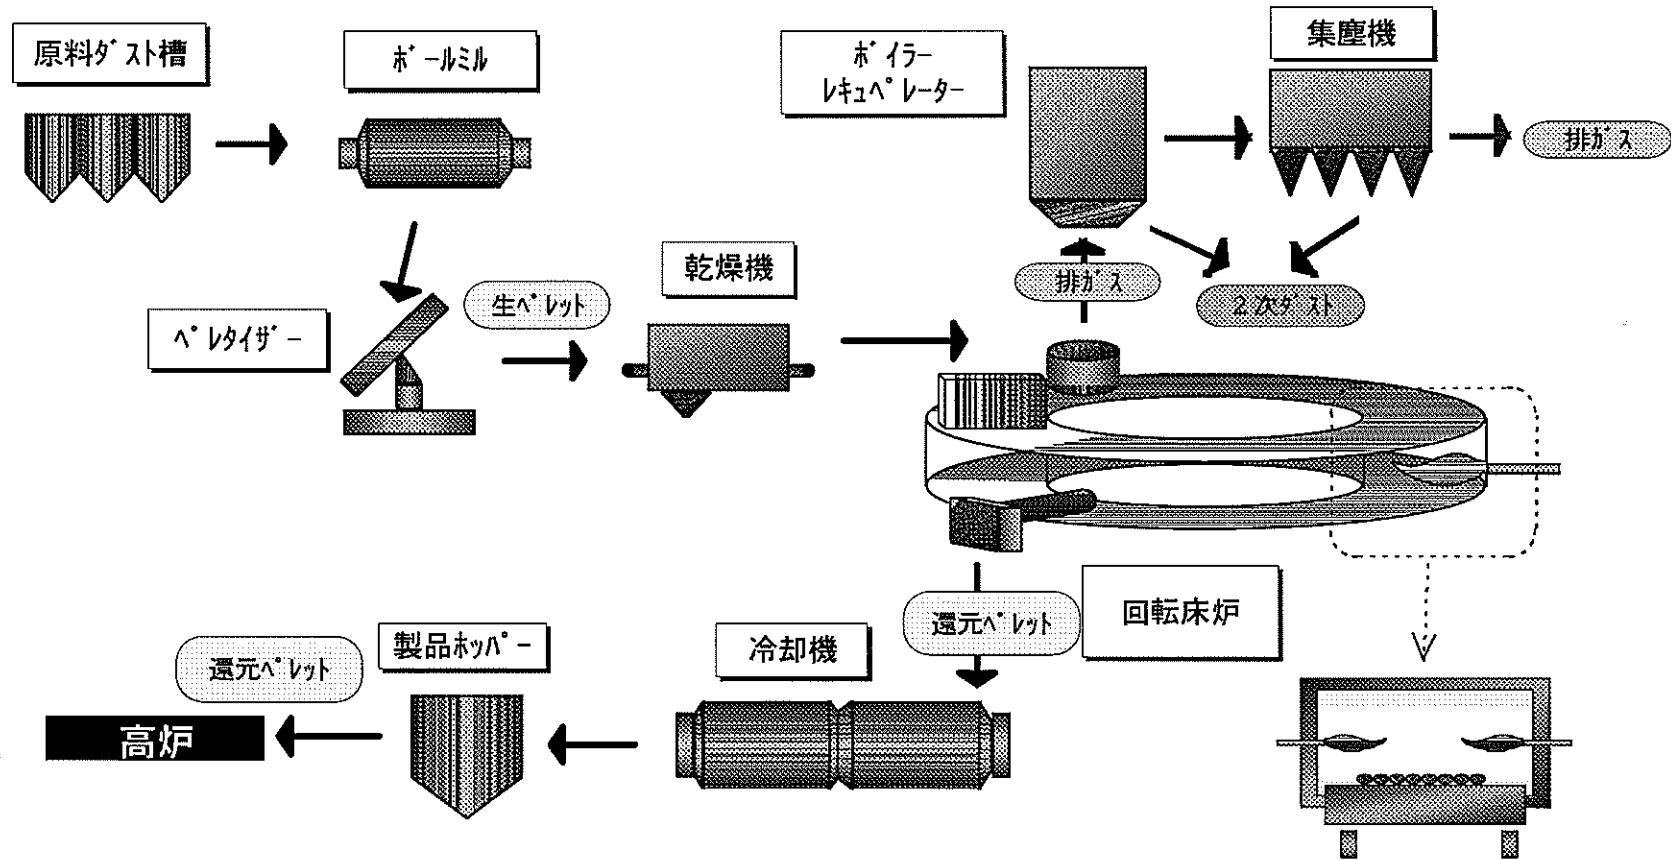 原料ﾀﾞｽﾄ槽
ﾎﾞｰﾙﾐﾙ
ﾎﾞｲﾗｰ
ﾚｷｭﾍﾟﾚｰﾀｰ
集塵機
排ｶﾞｽ
ﾍﾟﾚﾀｲｻﾞｰ
生ﾍﾟﾚｯﾄ
乾燥機
排ｶﾞｽ
２次ﾀﾞｽﾄ
還元ﾍﾟﾚｯﾄ
回転床炉
冷却機
製品ﾎｯﾊﾟｰ
還元ﾍﾟﾚｯﾄ
高炉